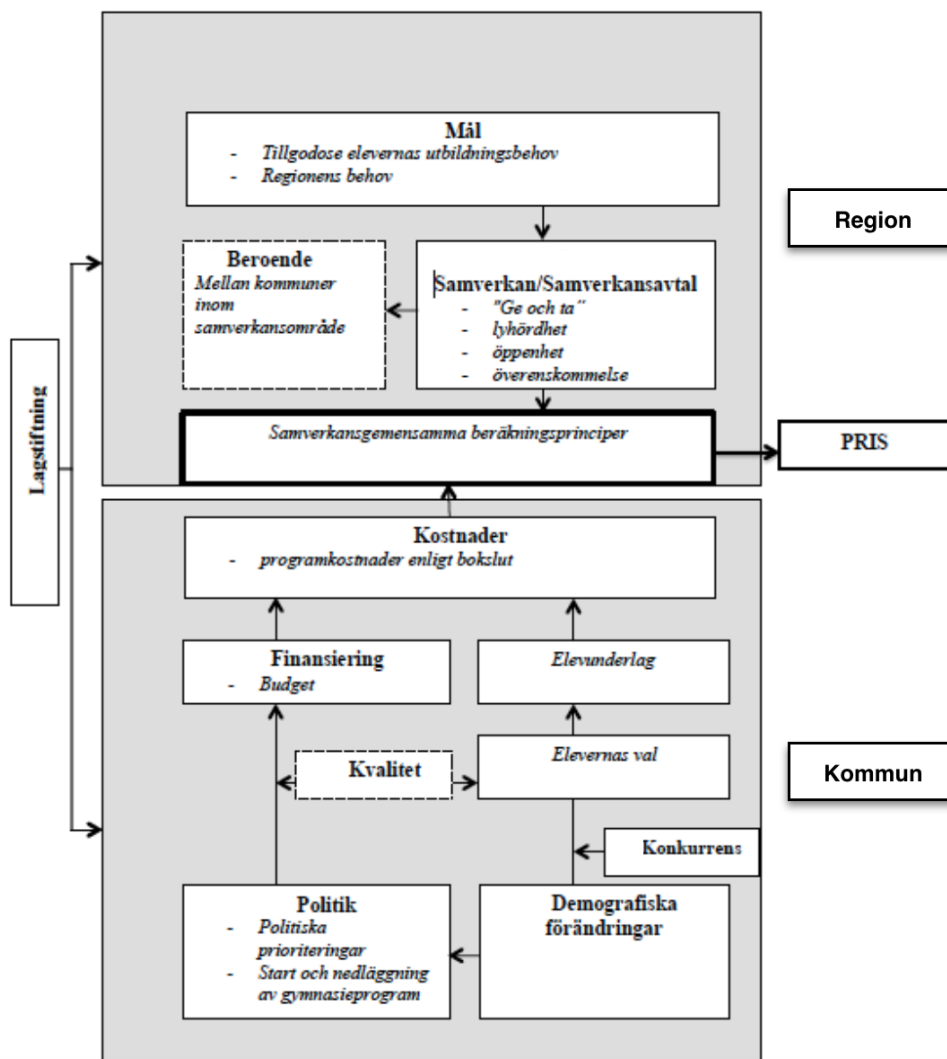 Mål
- Tillgodose elevernas utbildningsbehov
- Regionens behov
Region
Beroende
Mellan kommuner
inom
samverkansområde
Samverkan/Samverkansavtal
- "Ge och ta"
- lyhördhet
- öppenhet
- överenskommelse
Lagstiftning
Samverkansgemensamma beräkningsprinciper
PRIS
Kostnader
- programkostnader enligt bokslut
Finansiering
- Budget
Elevunderlag
Kvalitet
Elevernas val
Kommun
Konkurrens
Politik
- Politiska
prioriteringar
- Start och nedläggning
av gymnasieprogram
Demografiska
förändringar